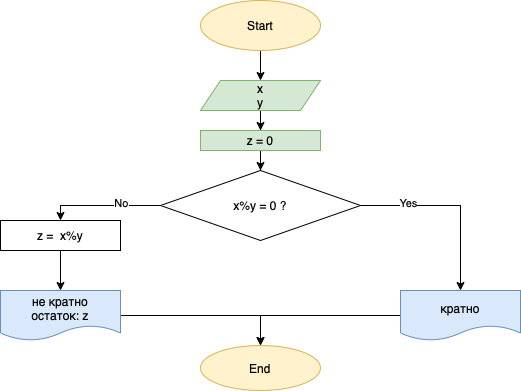 Start
x
y
z = 0
x%y = 0 ?
No
Yes
z =  x%y
не кратно
остаток: z
кратно
End